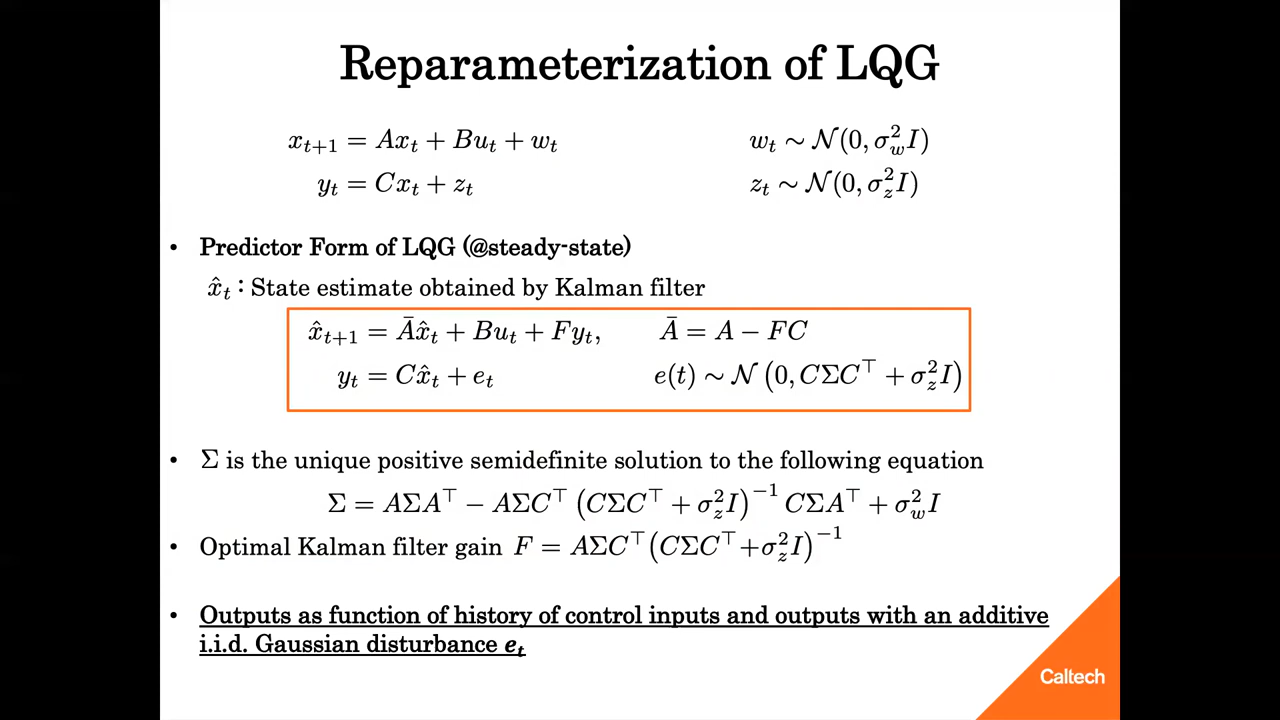 Reparameterization of LQG
x_{t+1} = Ax_t + Bu_t + w_t    w_t ∼ 𝒩(0, σ_w^2 I)
y_t = Cx_t + z_t    z_t ∼ 𝒩(0, σ_z^2 I)
• Predictor Form of LQG (@steady-state)
x̂_t : State estimate obtained by Kalman filter
x̂_{t+1} = Āx̂_t + Bu_t + Fy_t,    Ā = A − FC
y_t = Cx̂_t + e_t    e(t) ∼ 𝒩 (0, CΣC^⊤ + σ_z^2 I)
• Σ is the unique positive semidefinite solution to the following equation
Σ = AΣA^⊤ − AΣC^⊤ (CΣC^⊤ + σ_z^2 I)^{−1} CΣA^⊤ + σ_w^2 I
• Optimal Kalman filter gain F = AΣC^⊤(CΣC^⊤+σ_z^2 I)^{−1}
• Outputs as function of history of control inputs and outputs with an additive
i.i.d. Gaussian disturbance e_t
Caltech